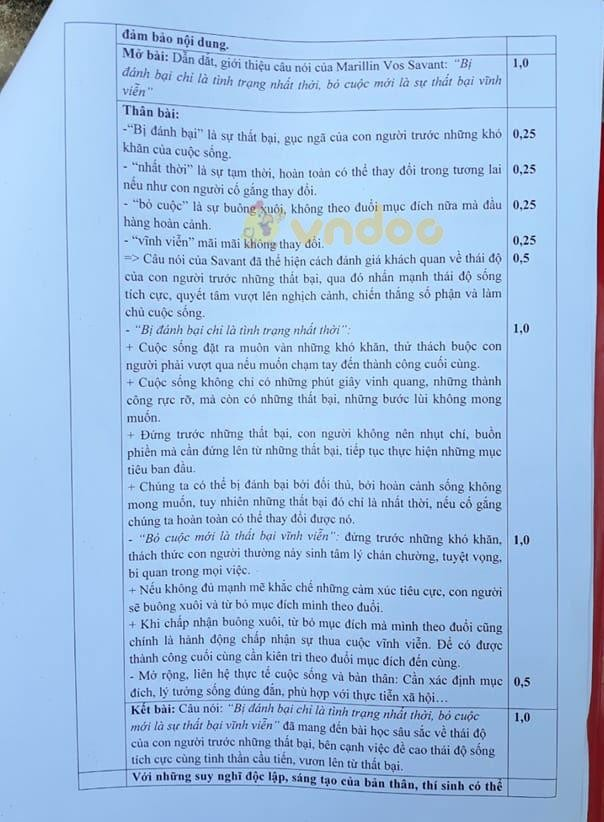 đảm bảo nội dung.
Mở bài: Dẫn dắt, giới thiệu câu nói của Marillin Vos Savant: “Bị 1,0
đánh bại chỉ là tình trạng nhất thời, bỏ cuộc mới là sự thất bại vĩnh
viễn”
Thân bài:
-“Bị đánh bại” là sự thất bại, gục ngã của con người trước những khó 0,25
khăn của cuộc sống.
- “nhất thời” là sự tạm thời, hoàn toàn có thể thay đổi trong tương lai 0,25
nếu như con người cố gắng thay đổi.
- “bỏ cuộc” là sự buông xuôi, không theo đuổi mục đích nữa mà đầu 0,25
hàng hoàn cảnh.
vndoc
- “vĩnh viễn” mãi mãi không thay đổi. 0,25
=> Câu nói của Savant đã thể hiện cách đánh giá khách quan về thái độ 0,5
của con người trước những thất bại, qua đó nhấn mạnh thái độ sống
tích cực, quyết tâm vượt lên nghịch cảnh, chiến thắng số phận và làm
chủ cuộc sống.
- “Bị đánh bại chỉ là tình trạng nhất thời”: 1,0
+ Cuộc sống đặt ra muôn vàn những khó khăn, thử thách buộc con
người phải vượt qua nếu muốn chạm tay đến thành công cuối cùng.
+ Cuộc sống không chỉ có những phút giây vinh quang, những thành
công rực rỡ, mà còn có những thất bại, những bước lùi không mong
muốn.
+ Đứng trước những thất bại, con người không nên nhụt chí, buồn
phiền mà cần đứng lên từ những thất bại, tiếp tục thực hiện những mục
tiêu ban đầu.
+ Chúng ta có thể bị đánh bại bởi đối thủ, bởi hoàn cảnh sống không
mong muốn, tuy nhiên những thất bại đó chỉ là nhất thời, nếu cố gắng
chúng ta hoàn toàn có thể thay đổi được nó.
- “Bỏ cuộc mới là thất bại vĩnh viễn”: đứng trước những khó khăn, 1,0
thách thức con người thường nảy sinh tâm lý chán chường, tuyệt vọng,
bi quan trong mọi việc.
+ Nếu không đủ mạnh mẽ khắc chế những cảm xúc tiêu cực, con người
sẽ buông xuôi và từ bỏ mục đích mình theo đuổi.
+ Khi chấp nhận buông xuôi, từ bỏ mục đích mà mình theo đuổi cũng
chính là hành động chấp nhận sự thua cuộc vĩnh viễn. Để có được
thành công cuối cùng cần kiên trì theo đuổi mục đích đến cùng.
- Mở rộng, liên hệ thực tế cuộc sống và bản thân: Cần xác định mục 0,5
đích, lý tưởng sống đúng đắn, phù hợp với thực tiễn xã hội…
Kết bài: Câu nói: “Bị đánh bại chỉ là tình trạng nhất thời, bỏ cuộc 1,0
mới là sự thất bại vĩnh viễn” đã mang đến bài học sâu sắc về thái độ
của con người trước những thất bại, bên cạnh việc đề cao thái độ sống
tích cực cùng tinh thần cầu tiến, vươn lên từ thất bại.
Với những suy nghĩ độc lập, sáng tạo của bản thân, thí sinh có thể